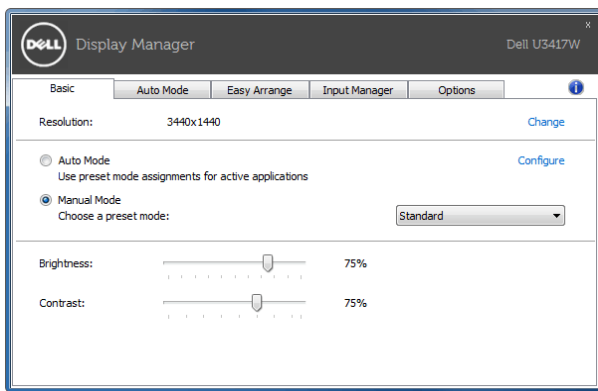 DELL Display Manager Dell U3417W
Basic Auto Mode Easy Arrange Input Manager Options
Resolution: 3440x1440 Change
Auto Mode Configure
Use preset mode assignments for active applications
Manual Mode
Choose a preset mode: Standard
Brightness: 75%
Contrast: 75%